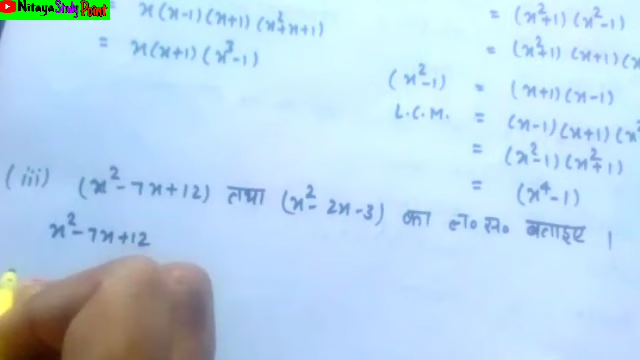 Nitaya Study Point
= x(x-1)(x+1)(x²+x+1)
= x(x+1)(x³-1)
= (x²+1)(x²-1)
= (x²+1)(x+1)(x
(x²-1) = (x+1)(x-1)
L.C.M. = (x-1)(x+1)(x²
= (x²-1)(x²+1)
= (x⁴-1)
(iii) (x²-7x+12) तथा (x²-2x-3) का ल०स० बताइए ।
x²-7x+12